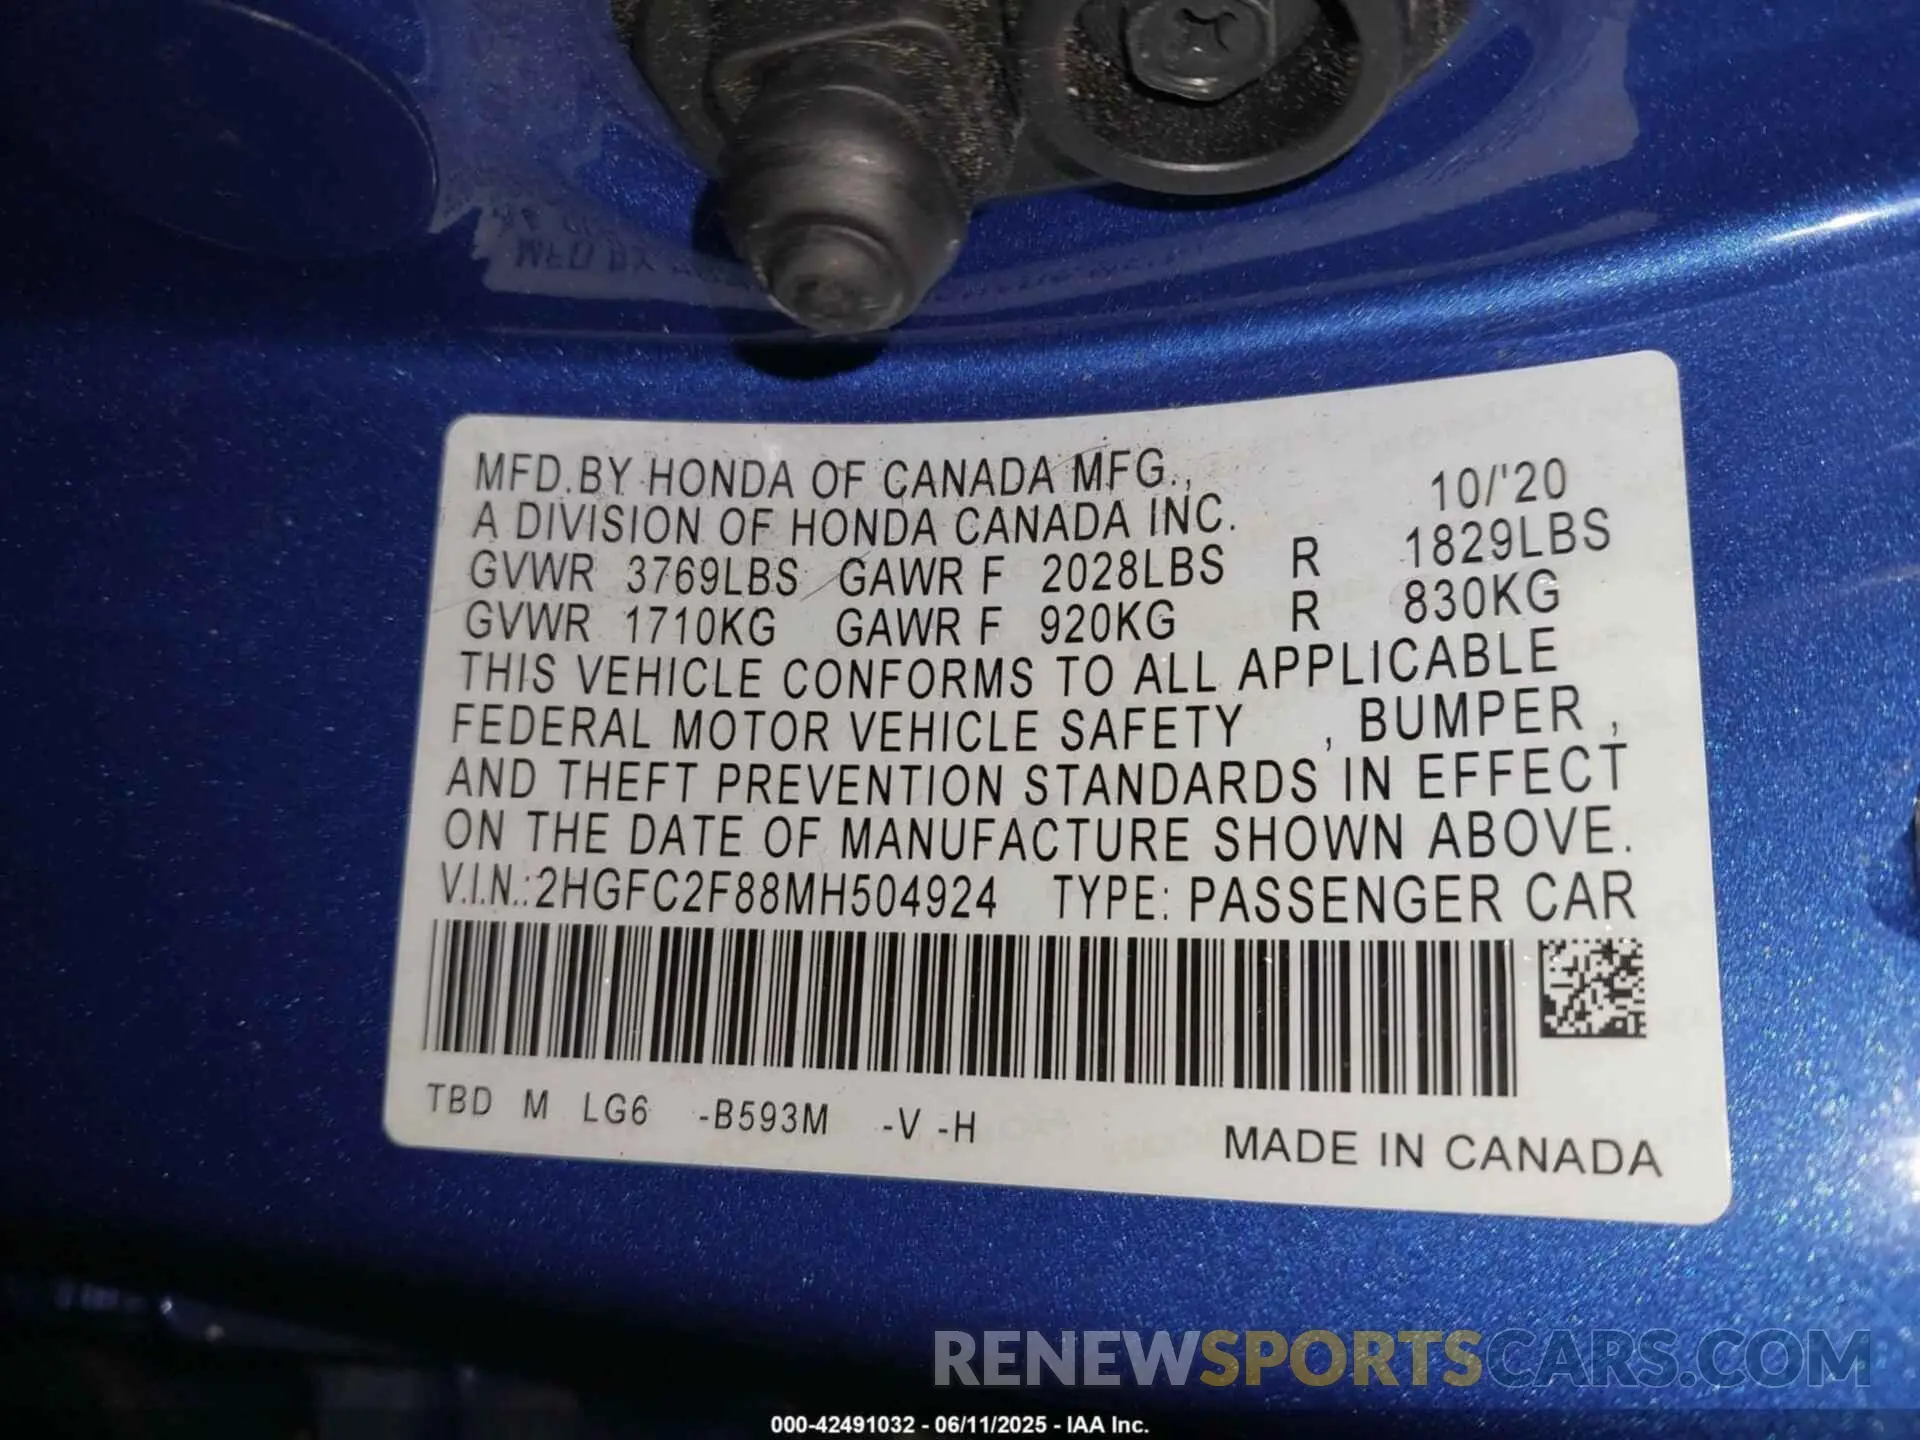 MFD.BY HONDA OF CANADA MFG., 10/'20
A DIVISION OF HONDA CANADA INC.
GVWR 3769LBS GAWR F 2028LBS R 1829LBS
GVWR 1710KG GAWR F 920KG R 830KG
THIS VEHICLE CONFORMS TO ALL APPLICABLE
FEDERAL MOTOR VEHICLE SAFETY , BUMPER ,
AND THEFT PREVENTION STANDARDS IN EFFECT
ON THE DATE OF MANUFACTURE SHOWN ABOVE.
V.I.N.:2HGFC2F88MH504924 TYPE: PASSENGER CAR
TBD M LG6 -B593M -V -H
MADE IN CANADA
RENEWSPORTSCARS.COM
000-42491032 - 06/11/2025 - IAA Inc.